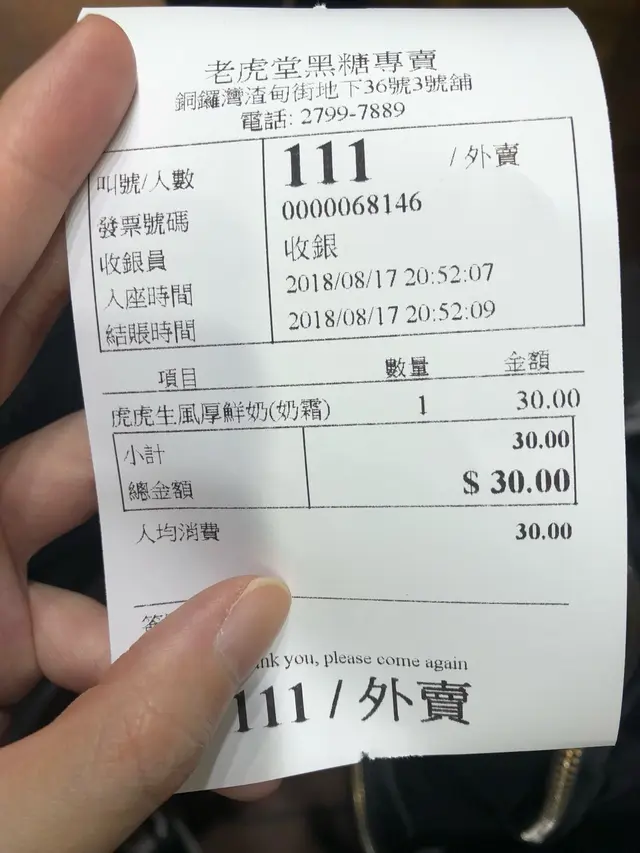 老虎堂黑糖專賣
銅鑼灣渣甸街地下36號3號舖
電話: 2799-7889
叫號/人數 111 /外賣
發票號碼 0000068146
收銀員 收銀
入座時間 2018/08/17 20:52:07
結賬時間 2018/08/17 20:52:09
項目 數量 金額
虎虎生風厚鮮奶(奶霜) 1 30.00
小計 30.00
總金額 $ 30.00
人均消費 30.00
you, please come again
111 / 外賣